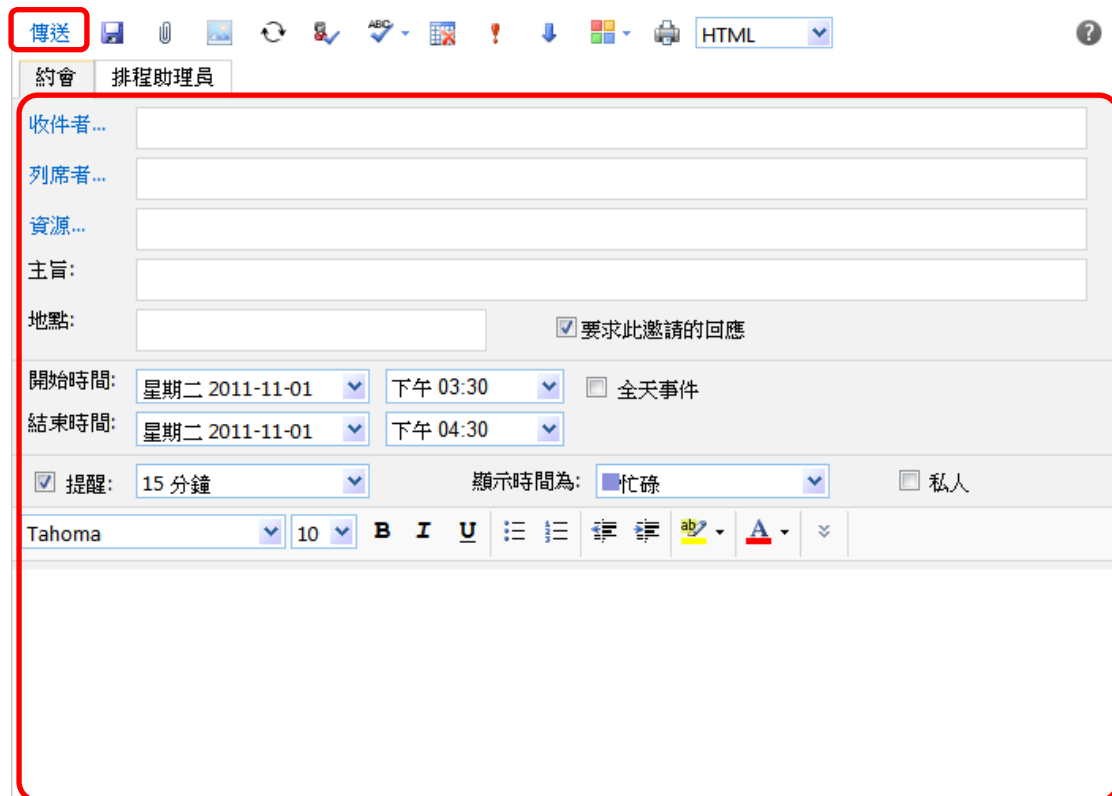 傳送 ABC HTML
約會 排程助理員
收件者...
列席者...
資源...
主旨:
地點: 要求此邀請的回應
開始時間: 星期二 2011-11-01 下午 03:30 全天事件
結束時間: 星期二 2011-11-01 下午 04:30
提醒: 15 分鐘 顯示時間為: 忙碌 私人
Tahoma 10 B I U ab A